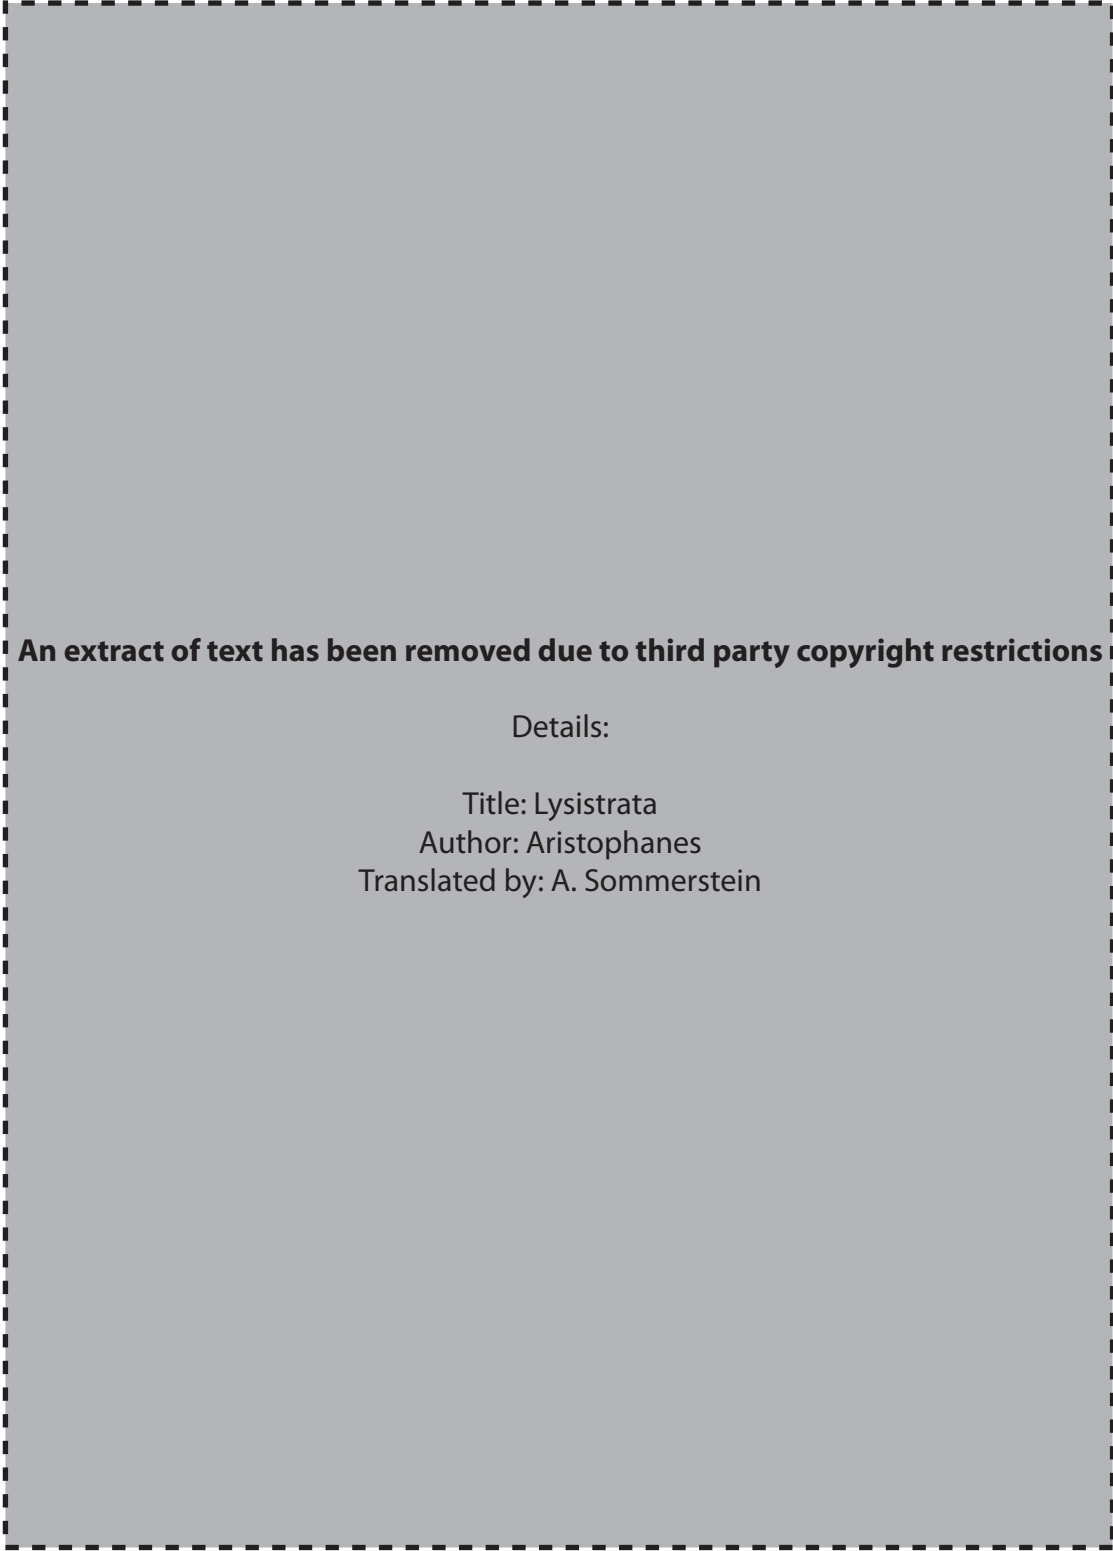 An extract of text has been removed due to third party copyright restrictions
Details:
Title: Lysistrata
Author: Aristophanes
Translated by: A. Sommerstein